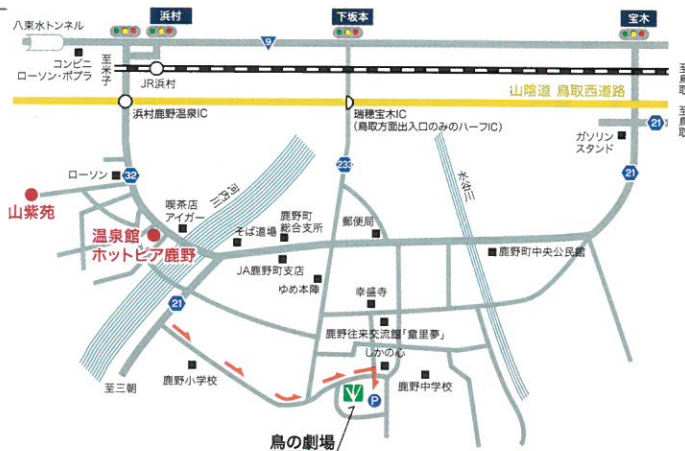 浜村
下坂本
宝木
八束水トンネル
9
コンビニ
ローソン・ポプラ
至米子
JR浜村
山陰道 鳥取西道路
浜村鹿野温泉IC
瑞穂宝木IC
(鳥取方面出入口のみのハーフIC)
21
ガソリン
スタンド
ローソン
32
233
21
河内川
水谷川
山紫苑
喫茶店
アイガー
温泉館
ホットピア鹿野
そば道場
鹿野町
総合支所
郵便局
鹿野町中央公民館
JA鹿野町支店
ゆめ本陣
21
幸盛寺
鹿野往来交流館「童里夢」
しかの心
至三朝
鹿野小学校
鹿野中学校
P
鳥の劇場